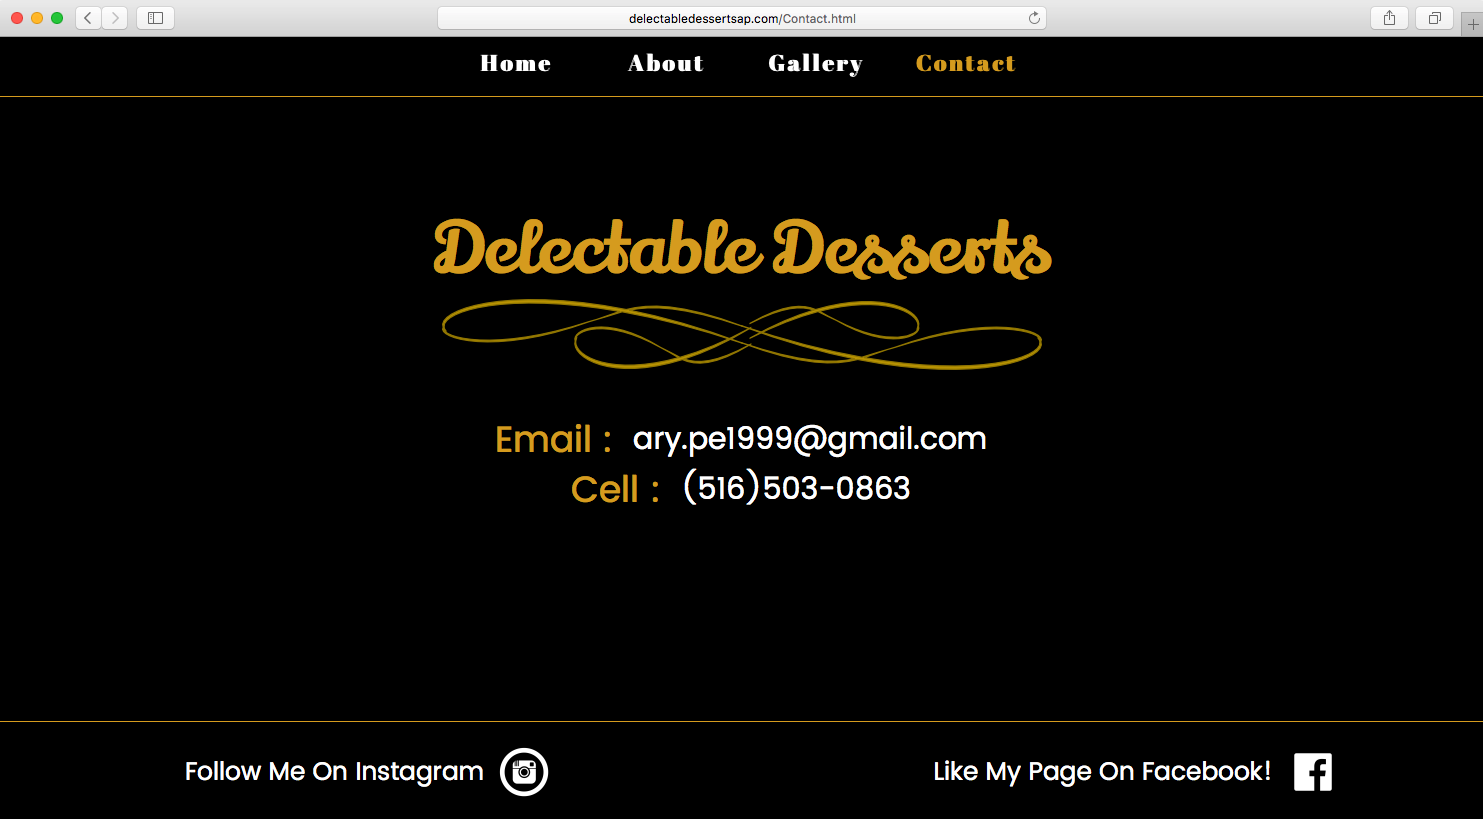 delectabledessertsap.com/Contact.html
Home About Gallery Contact
Delectable Desserts
Email : ary.pe1999@gmail.com
Cell : (516)503-0863
Follow Me On Instagram Like My Page On Facebook!